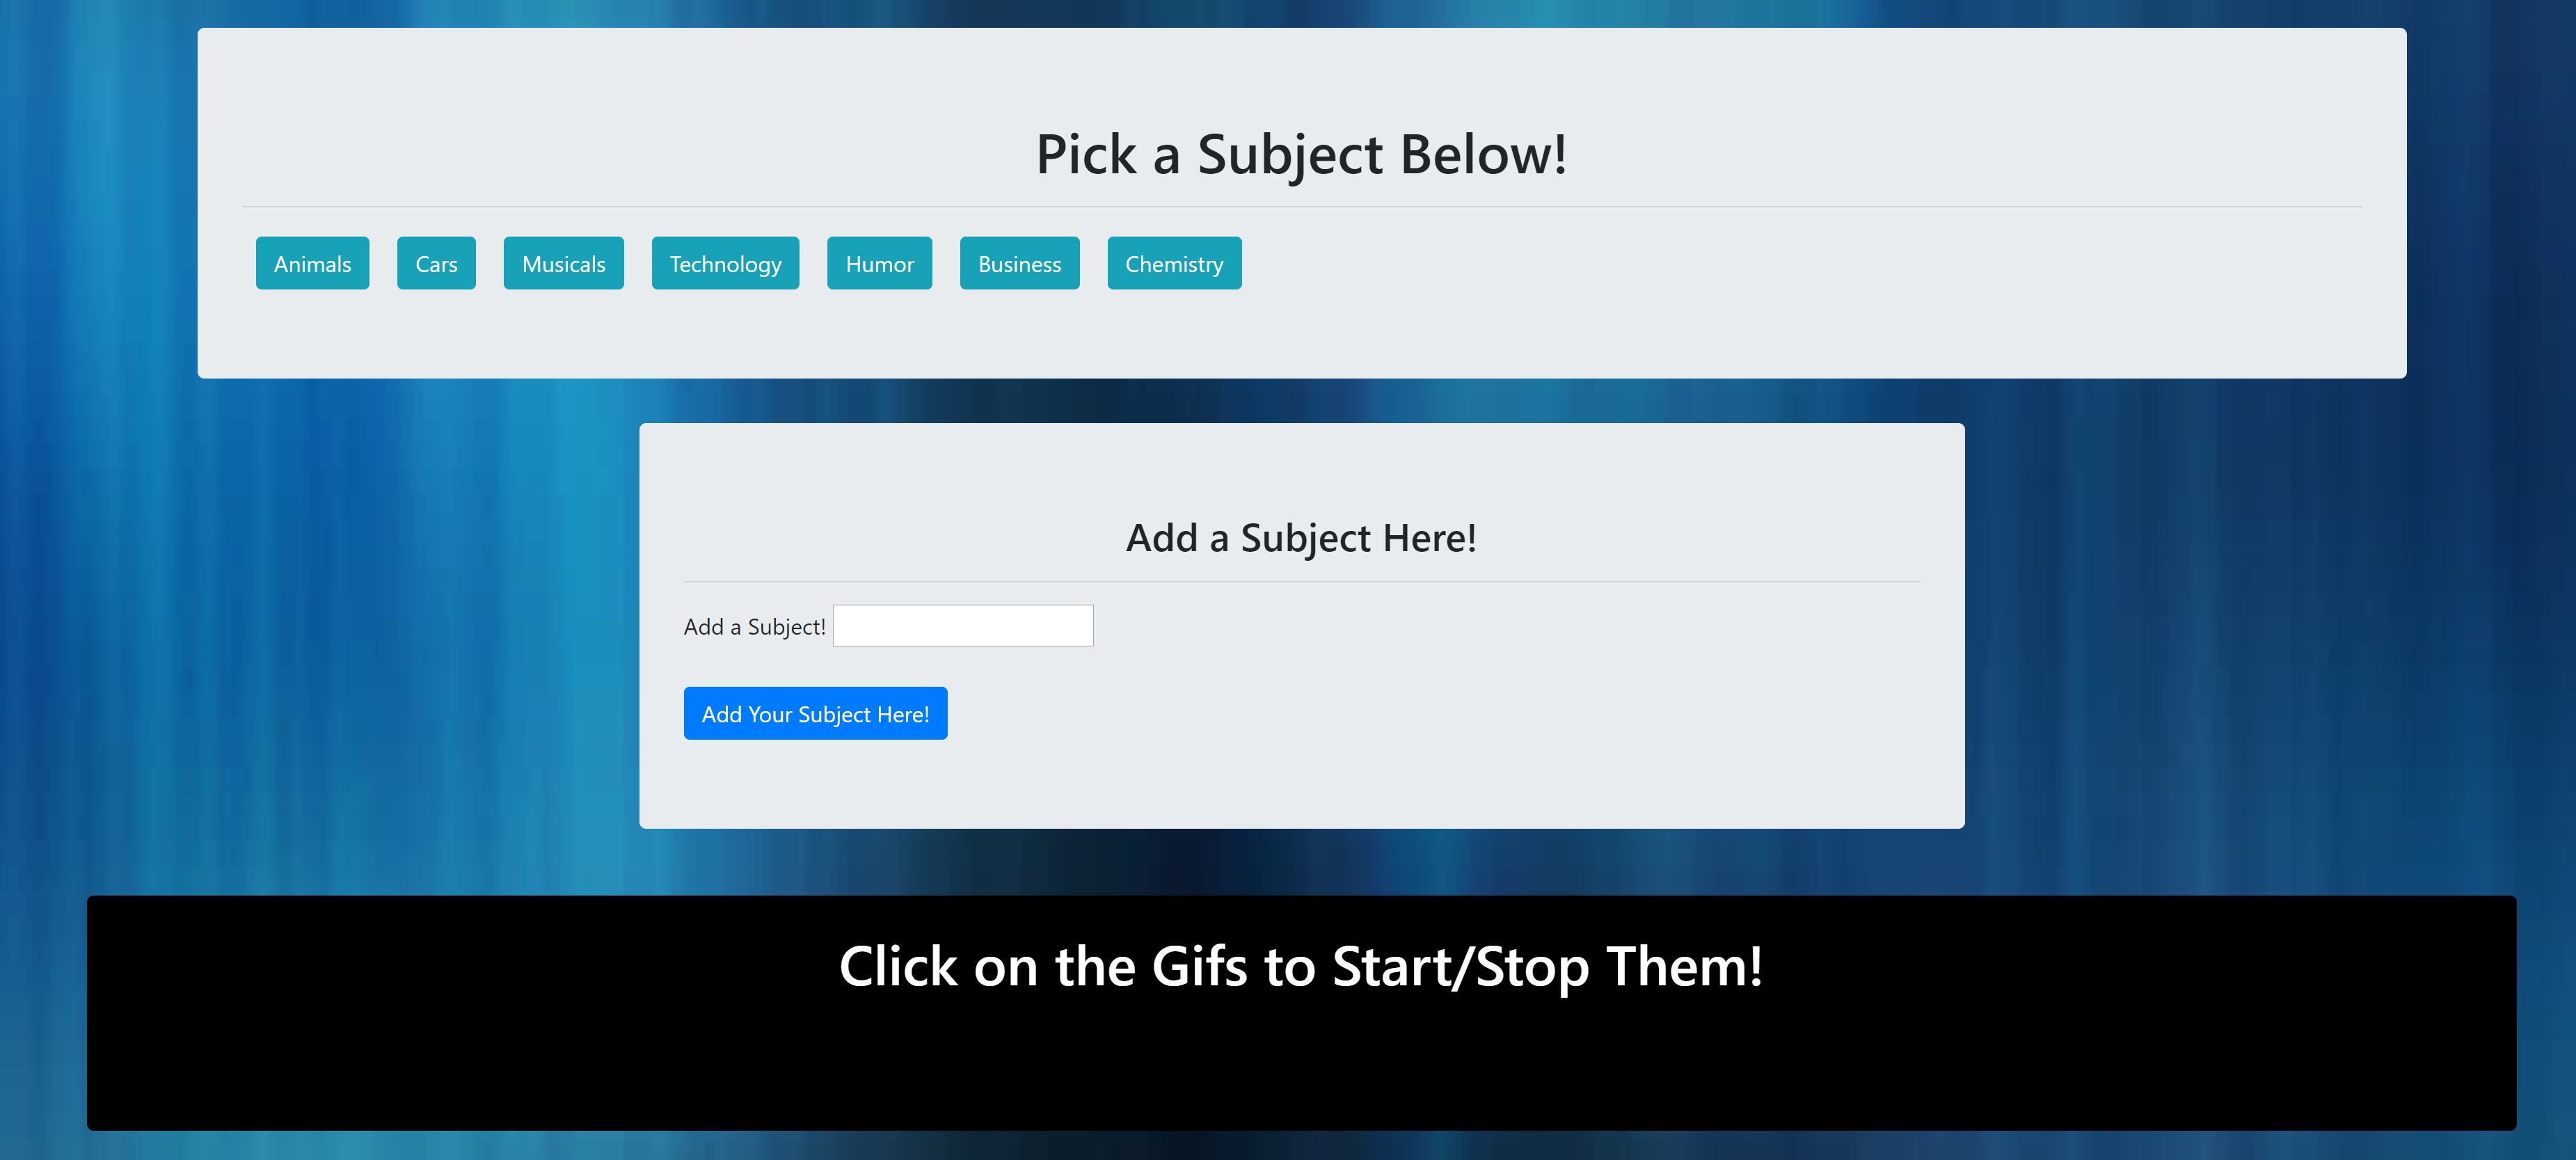 Pick a Subject Below!
Animals Cars Musicals Technology Humor Business Chemistry
Add a Subject Here!
Add a Subject!
Add Your Subject Here!
Click on the Gifs to Start/Stop Them!